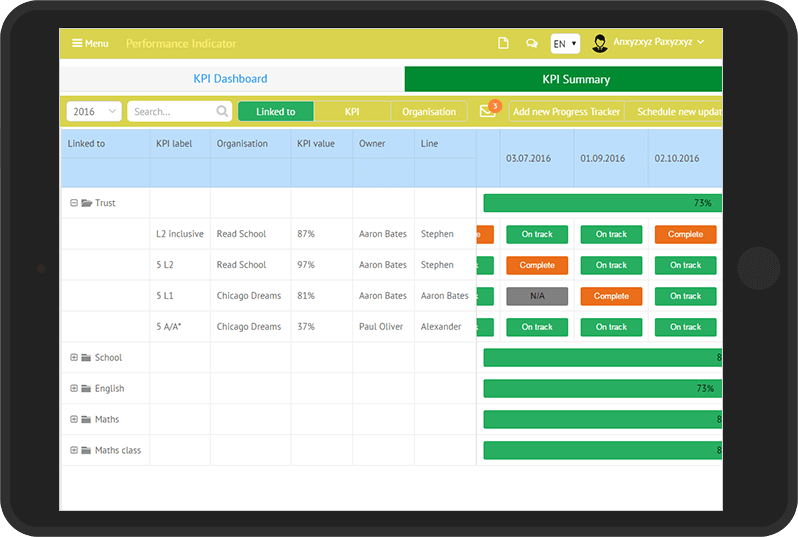 Menu Performance Indicator EN Anxyzxyz Paxyzxyz
KPI Dashboard KPI Summary
2016 Search... Linked to KPI Organisation 3 Add new Progress Tracker Schedule new updat
Linked to KPI label Organisation KPI value Owner Line
03.07.2016 01.09.2016 02.10.2016
Trust 73%
L2 inclusive Read School 87% Aaron Bates Stephen On track On track Complete
5 L2 Read School 97% Aaron Bates Stephen Complete On track On track
5 L1 Chicago Dreams 81% Aaron Bates Aaron Bates N/A Complete On track
5 A/A* Chicago Dreams 37% Paul Oliver Alexander On track On track On track
School 8
English 73%
Maths 8
Maths class 8